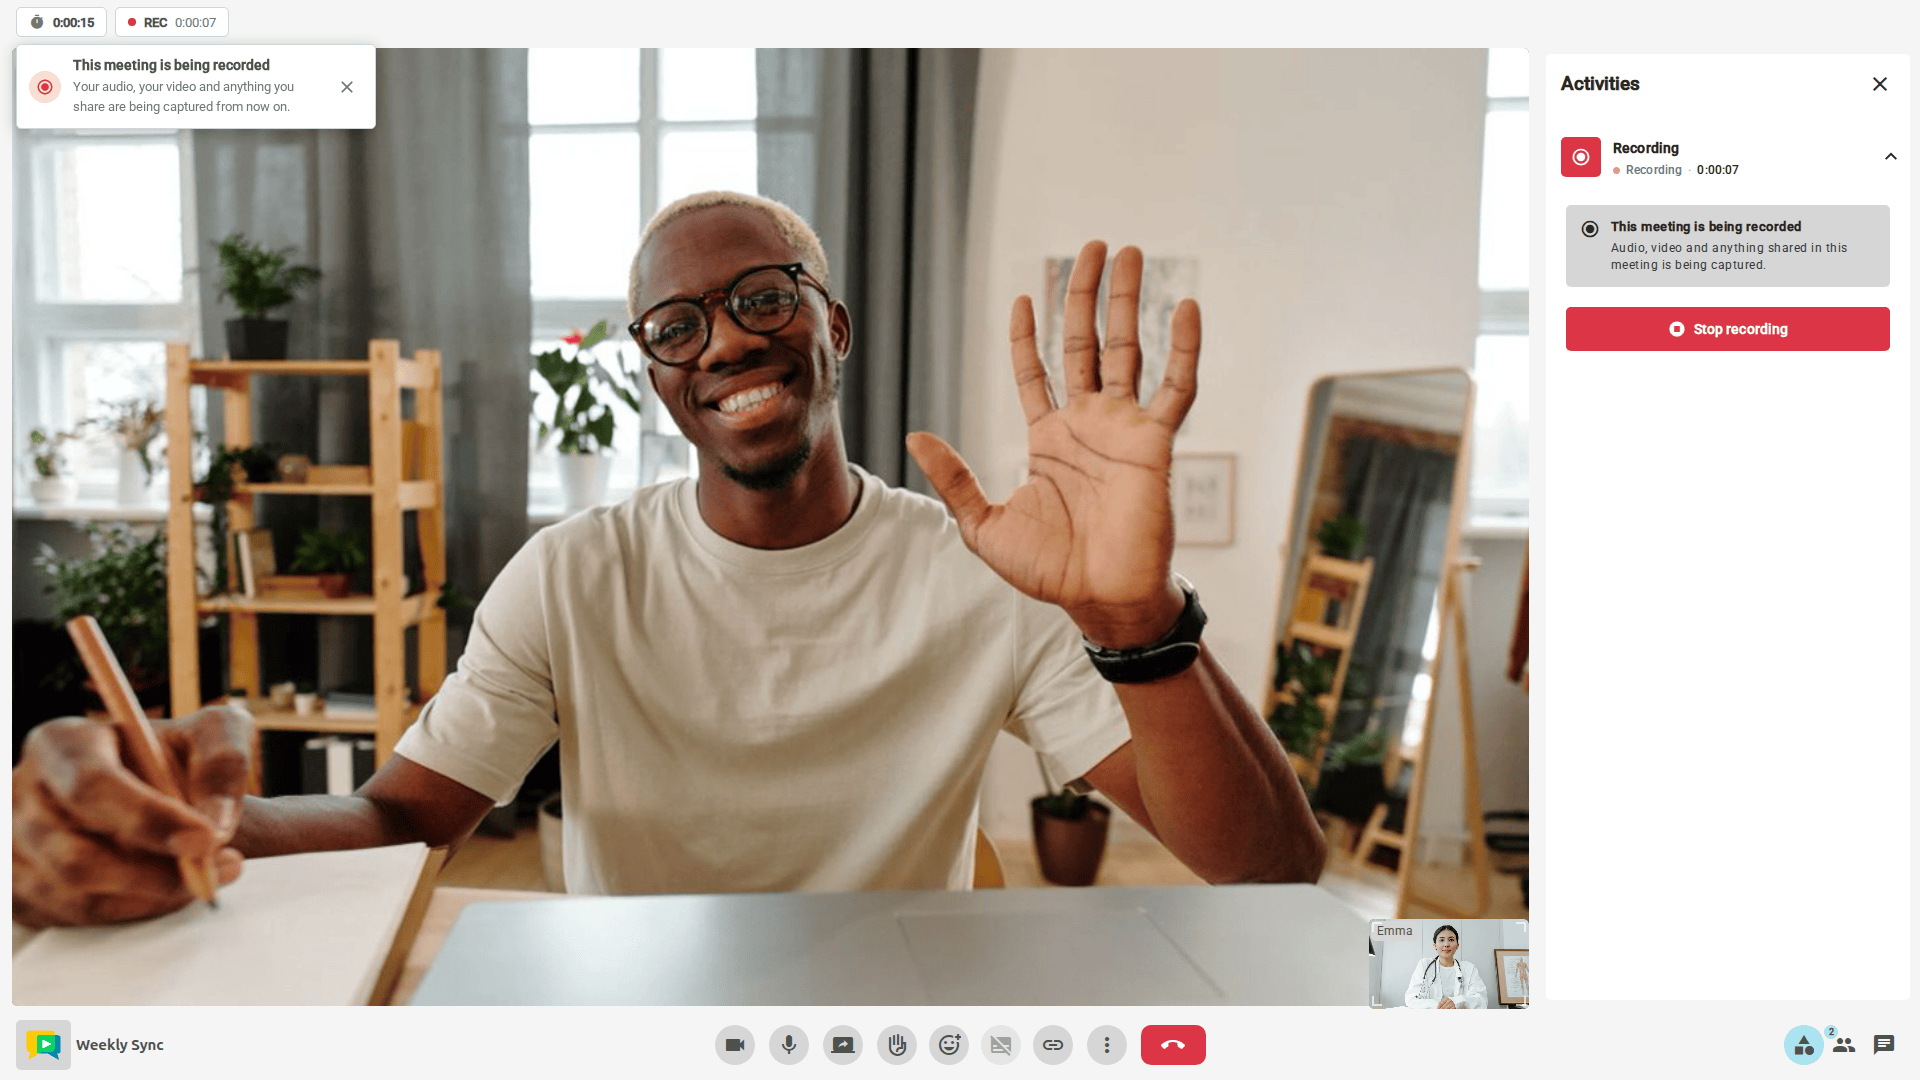 0:00:15
REC 0:00:07
This meeting is being recorded
Your audio, your video and anything you
share are being captured from now on.
Activities
Recording
Recording · 0:00:07
This meeting is being recorded
Audio, video and anything shared in this
meeting is being captured.
Stop recording
Emma
Weekly Sync
2